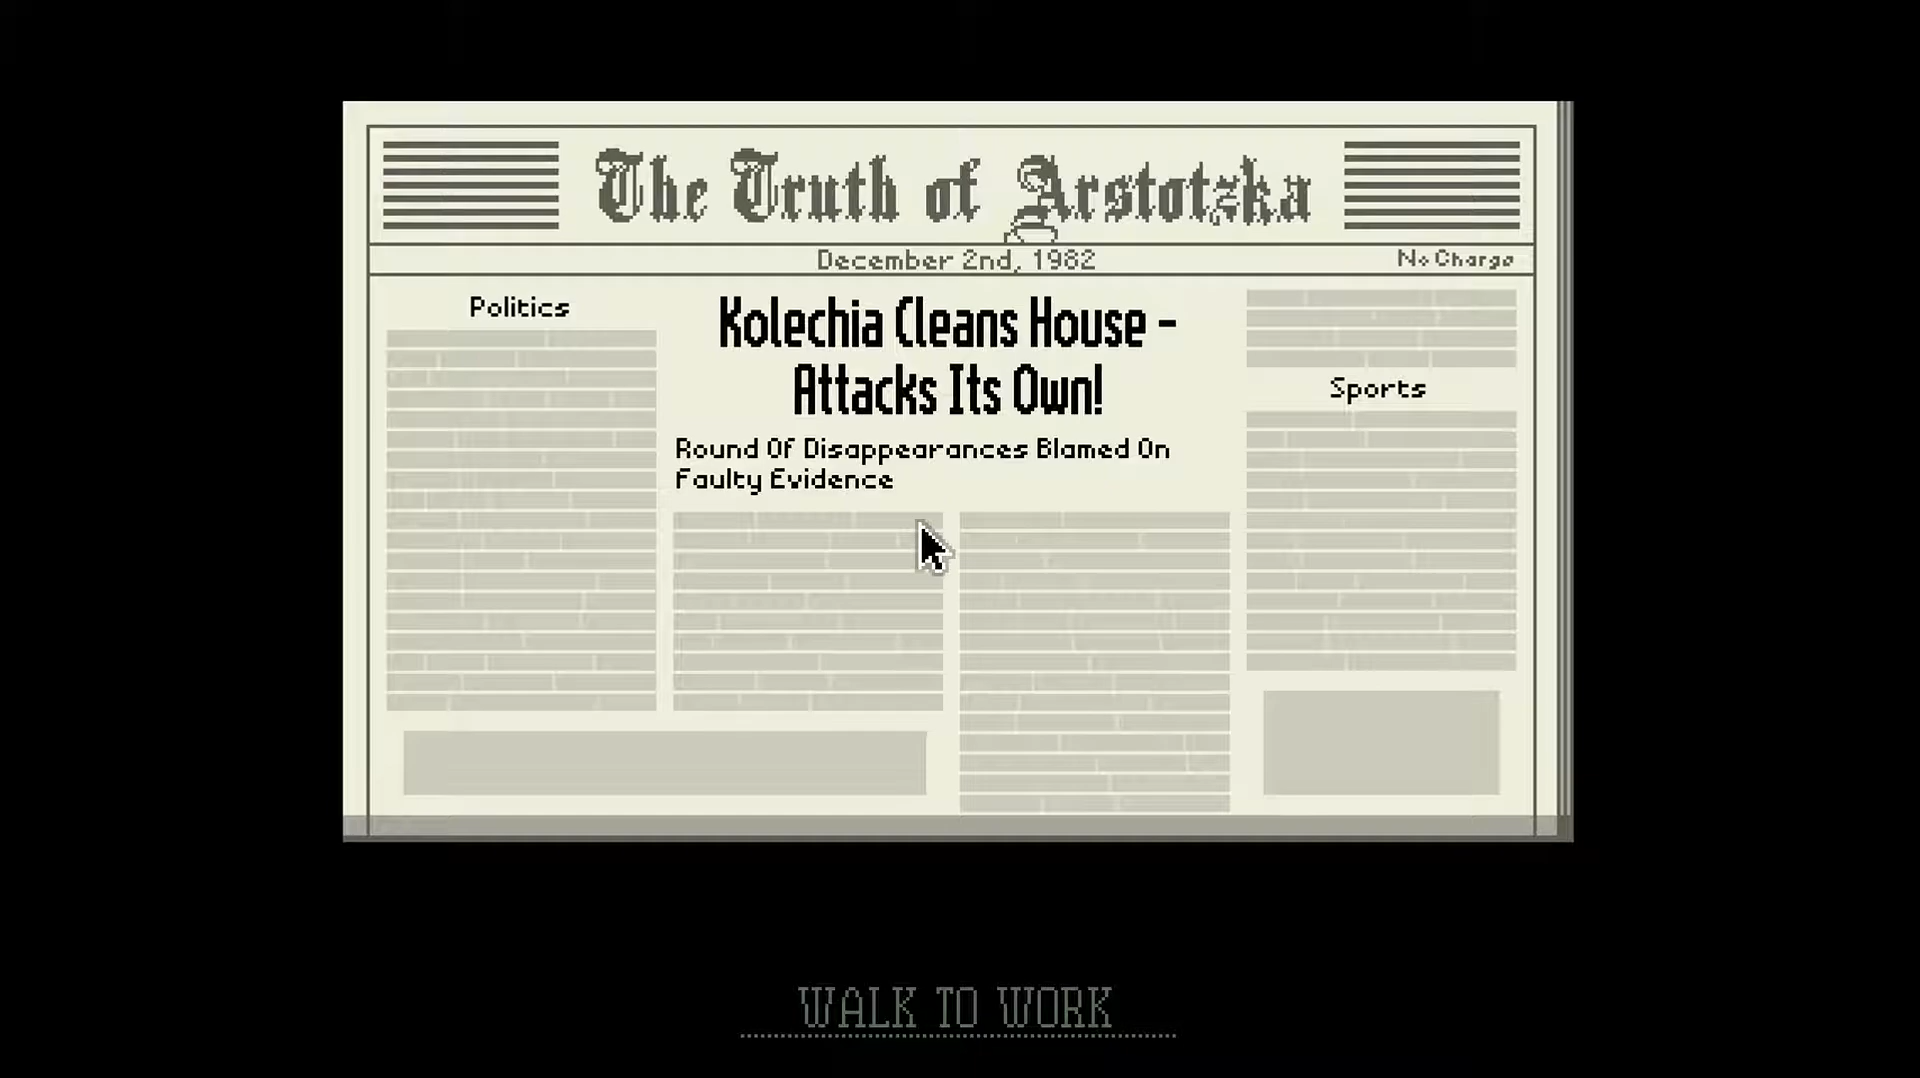 The Truth of Arstotzka
December 2nd, 1982
No Charge
Politics
Kolechia Cleans House -
Attacks Its Own!
Round Of Disappearances Blamed On
Faulty Evidence
Sports
WALK TO WORK